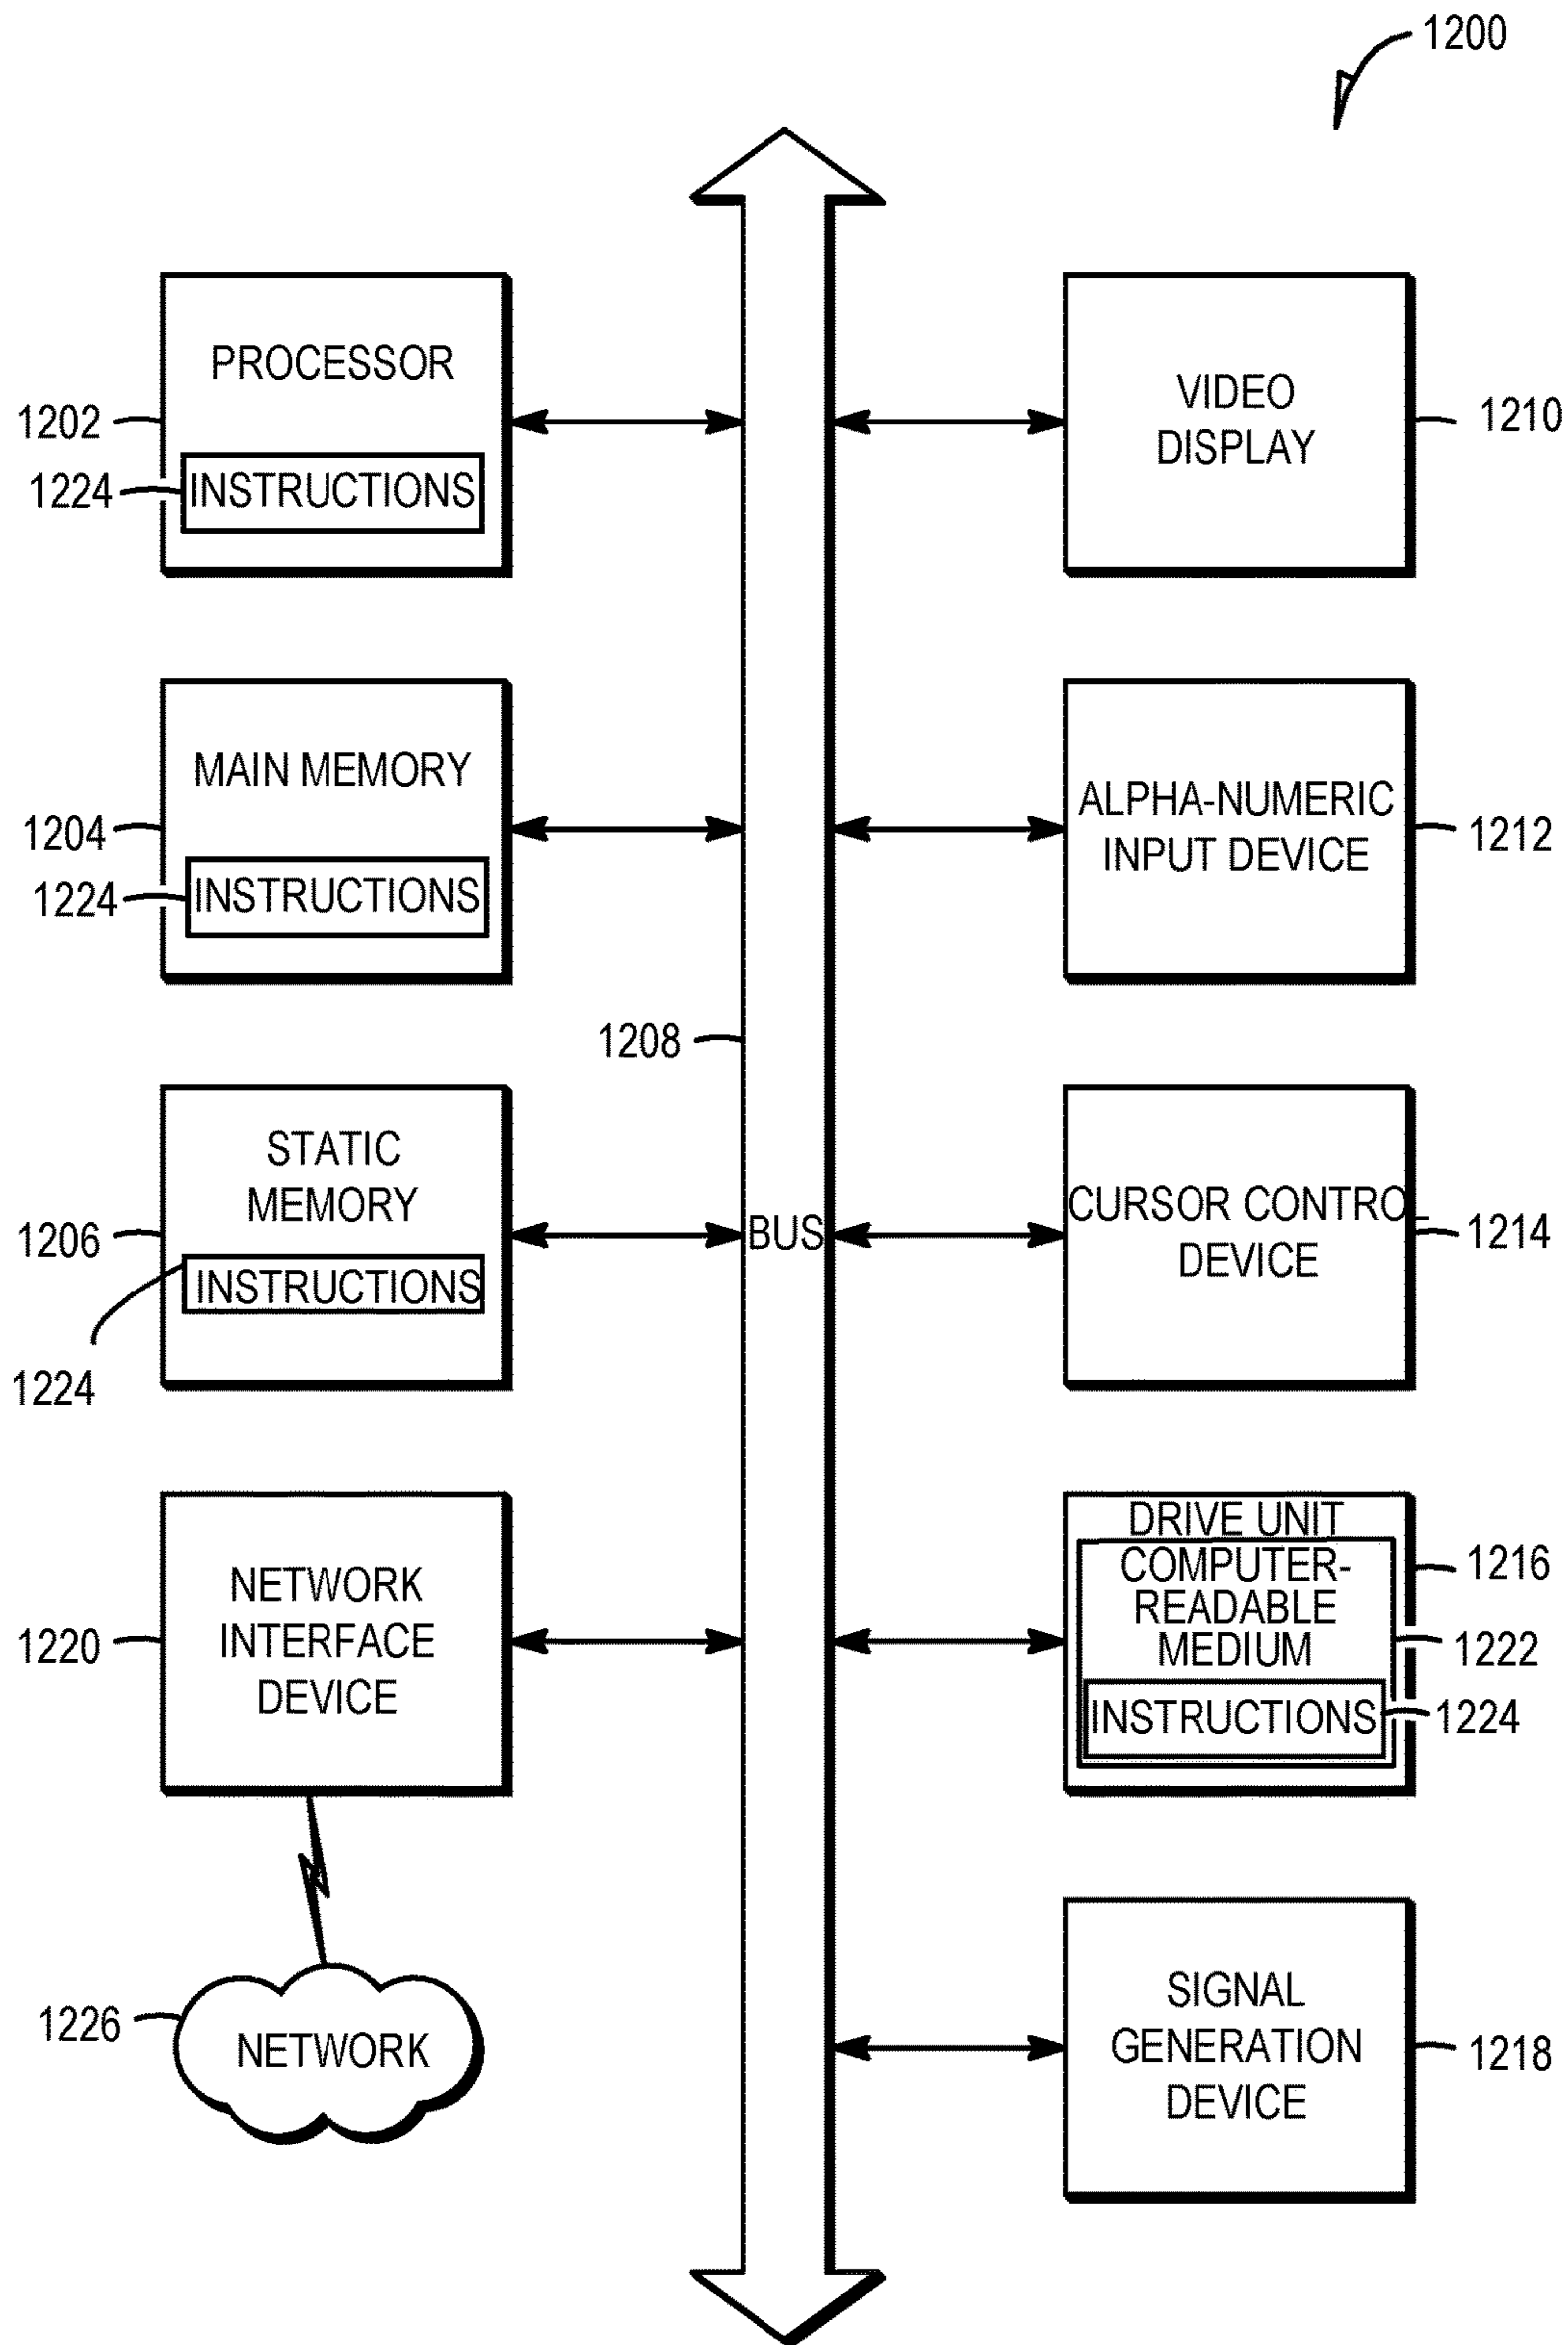 1200
PROCESSOR
1202
1224
INSTRUCTIONS
MAIN MEMORY
1204
1224
INSTRUCTIONS
1208
STATIC
MEMORY
1206
INSTRUCTIONS
1224
NETWORK
INTERFACE
DEVICE
1220
1226
NETWORK
BUS
VIDEO
DISPLAY
1210
ALPHA-NUMERIC
INPUT DEVICE
1212
CURSOR CONTROL
DEVICE
1214
DRIVE UNIT
1216
COMPUTER-
READABLE
MEDIUM
1222
INSTRUCTIONS
1224
SIGNAL
GENERATION
DEVICE
1218